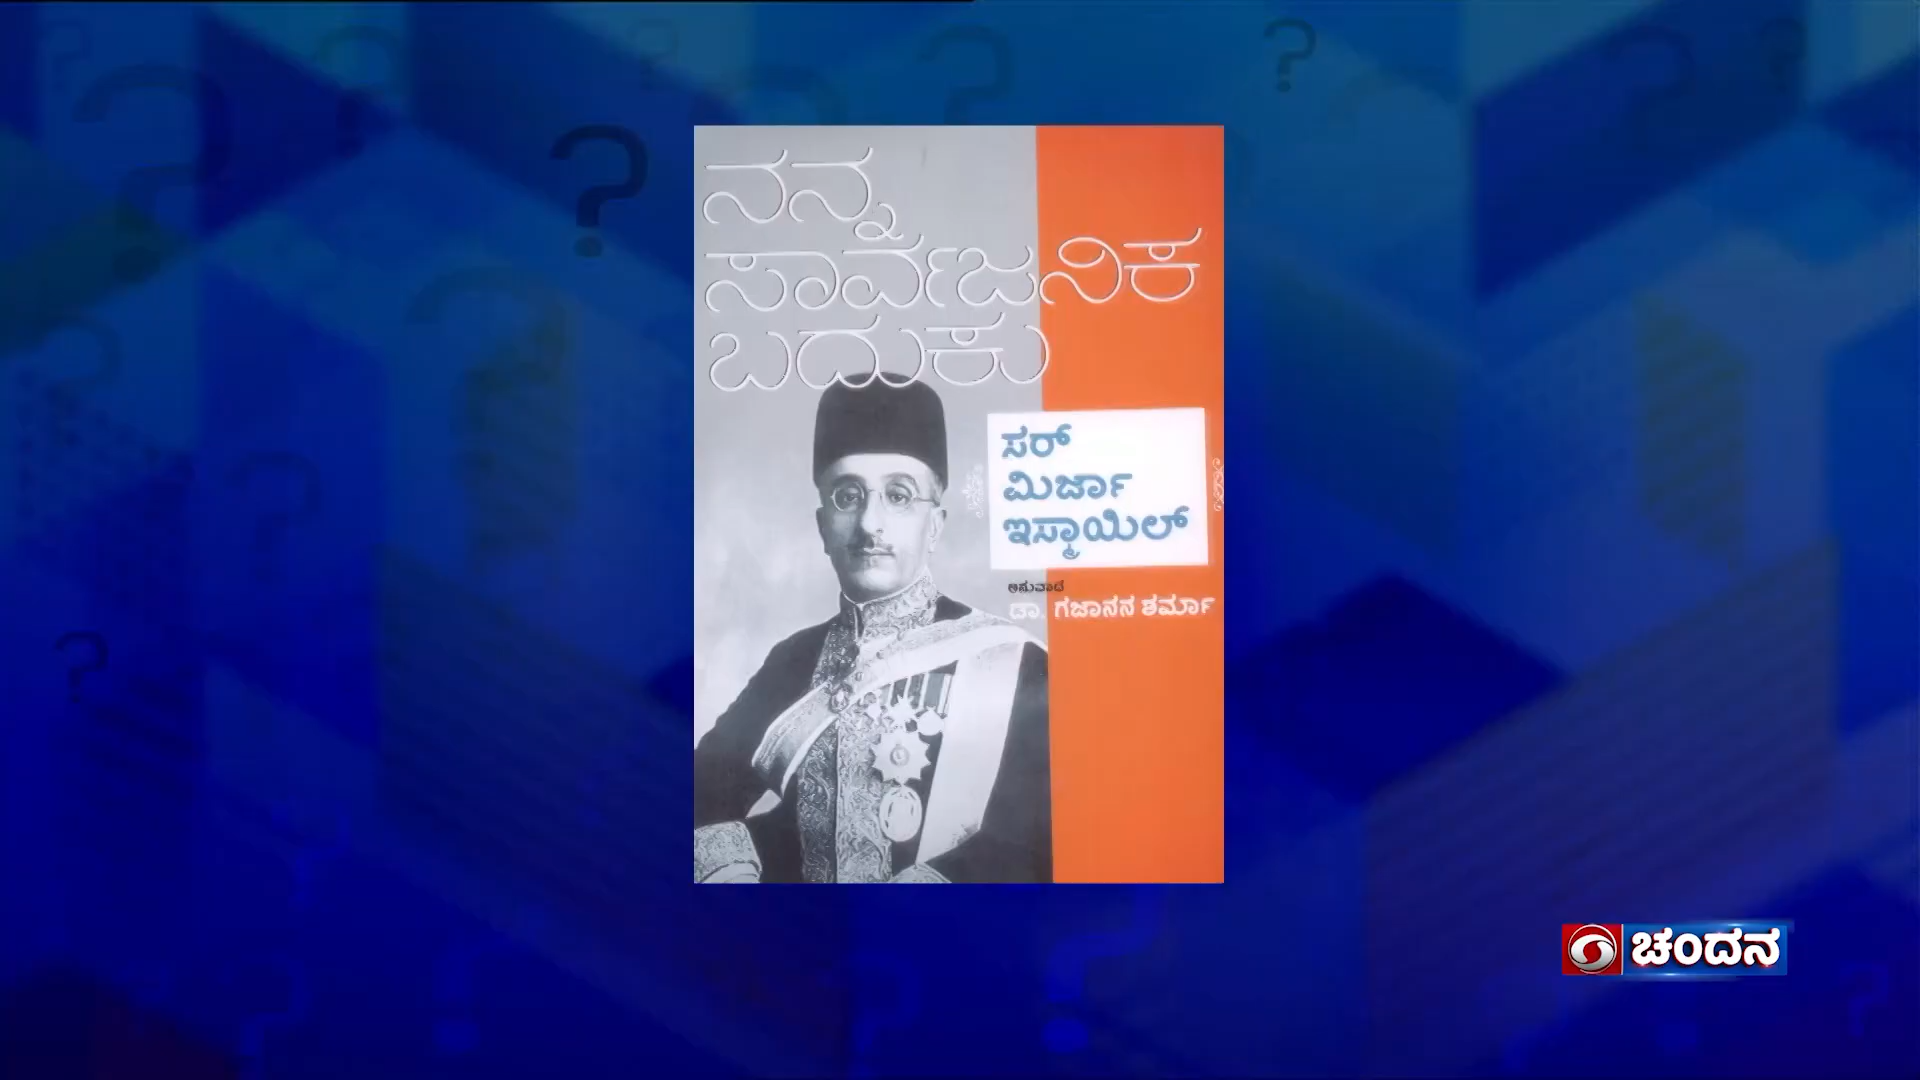 ನನ್ನ
ಸಾರ್ವಜನಿಕ
ಬದುಕು
ಸರ್
ಮಿರ್ಜಾ
ಇಸ್ಮಾಯಿಲ್
ಅನುವಾದ
ಡಾ. ಗಜಾನನ ಶರ್ಮಾ
ಚಂದನ